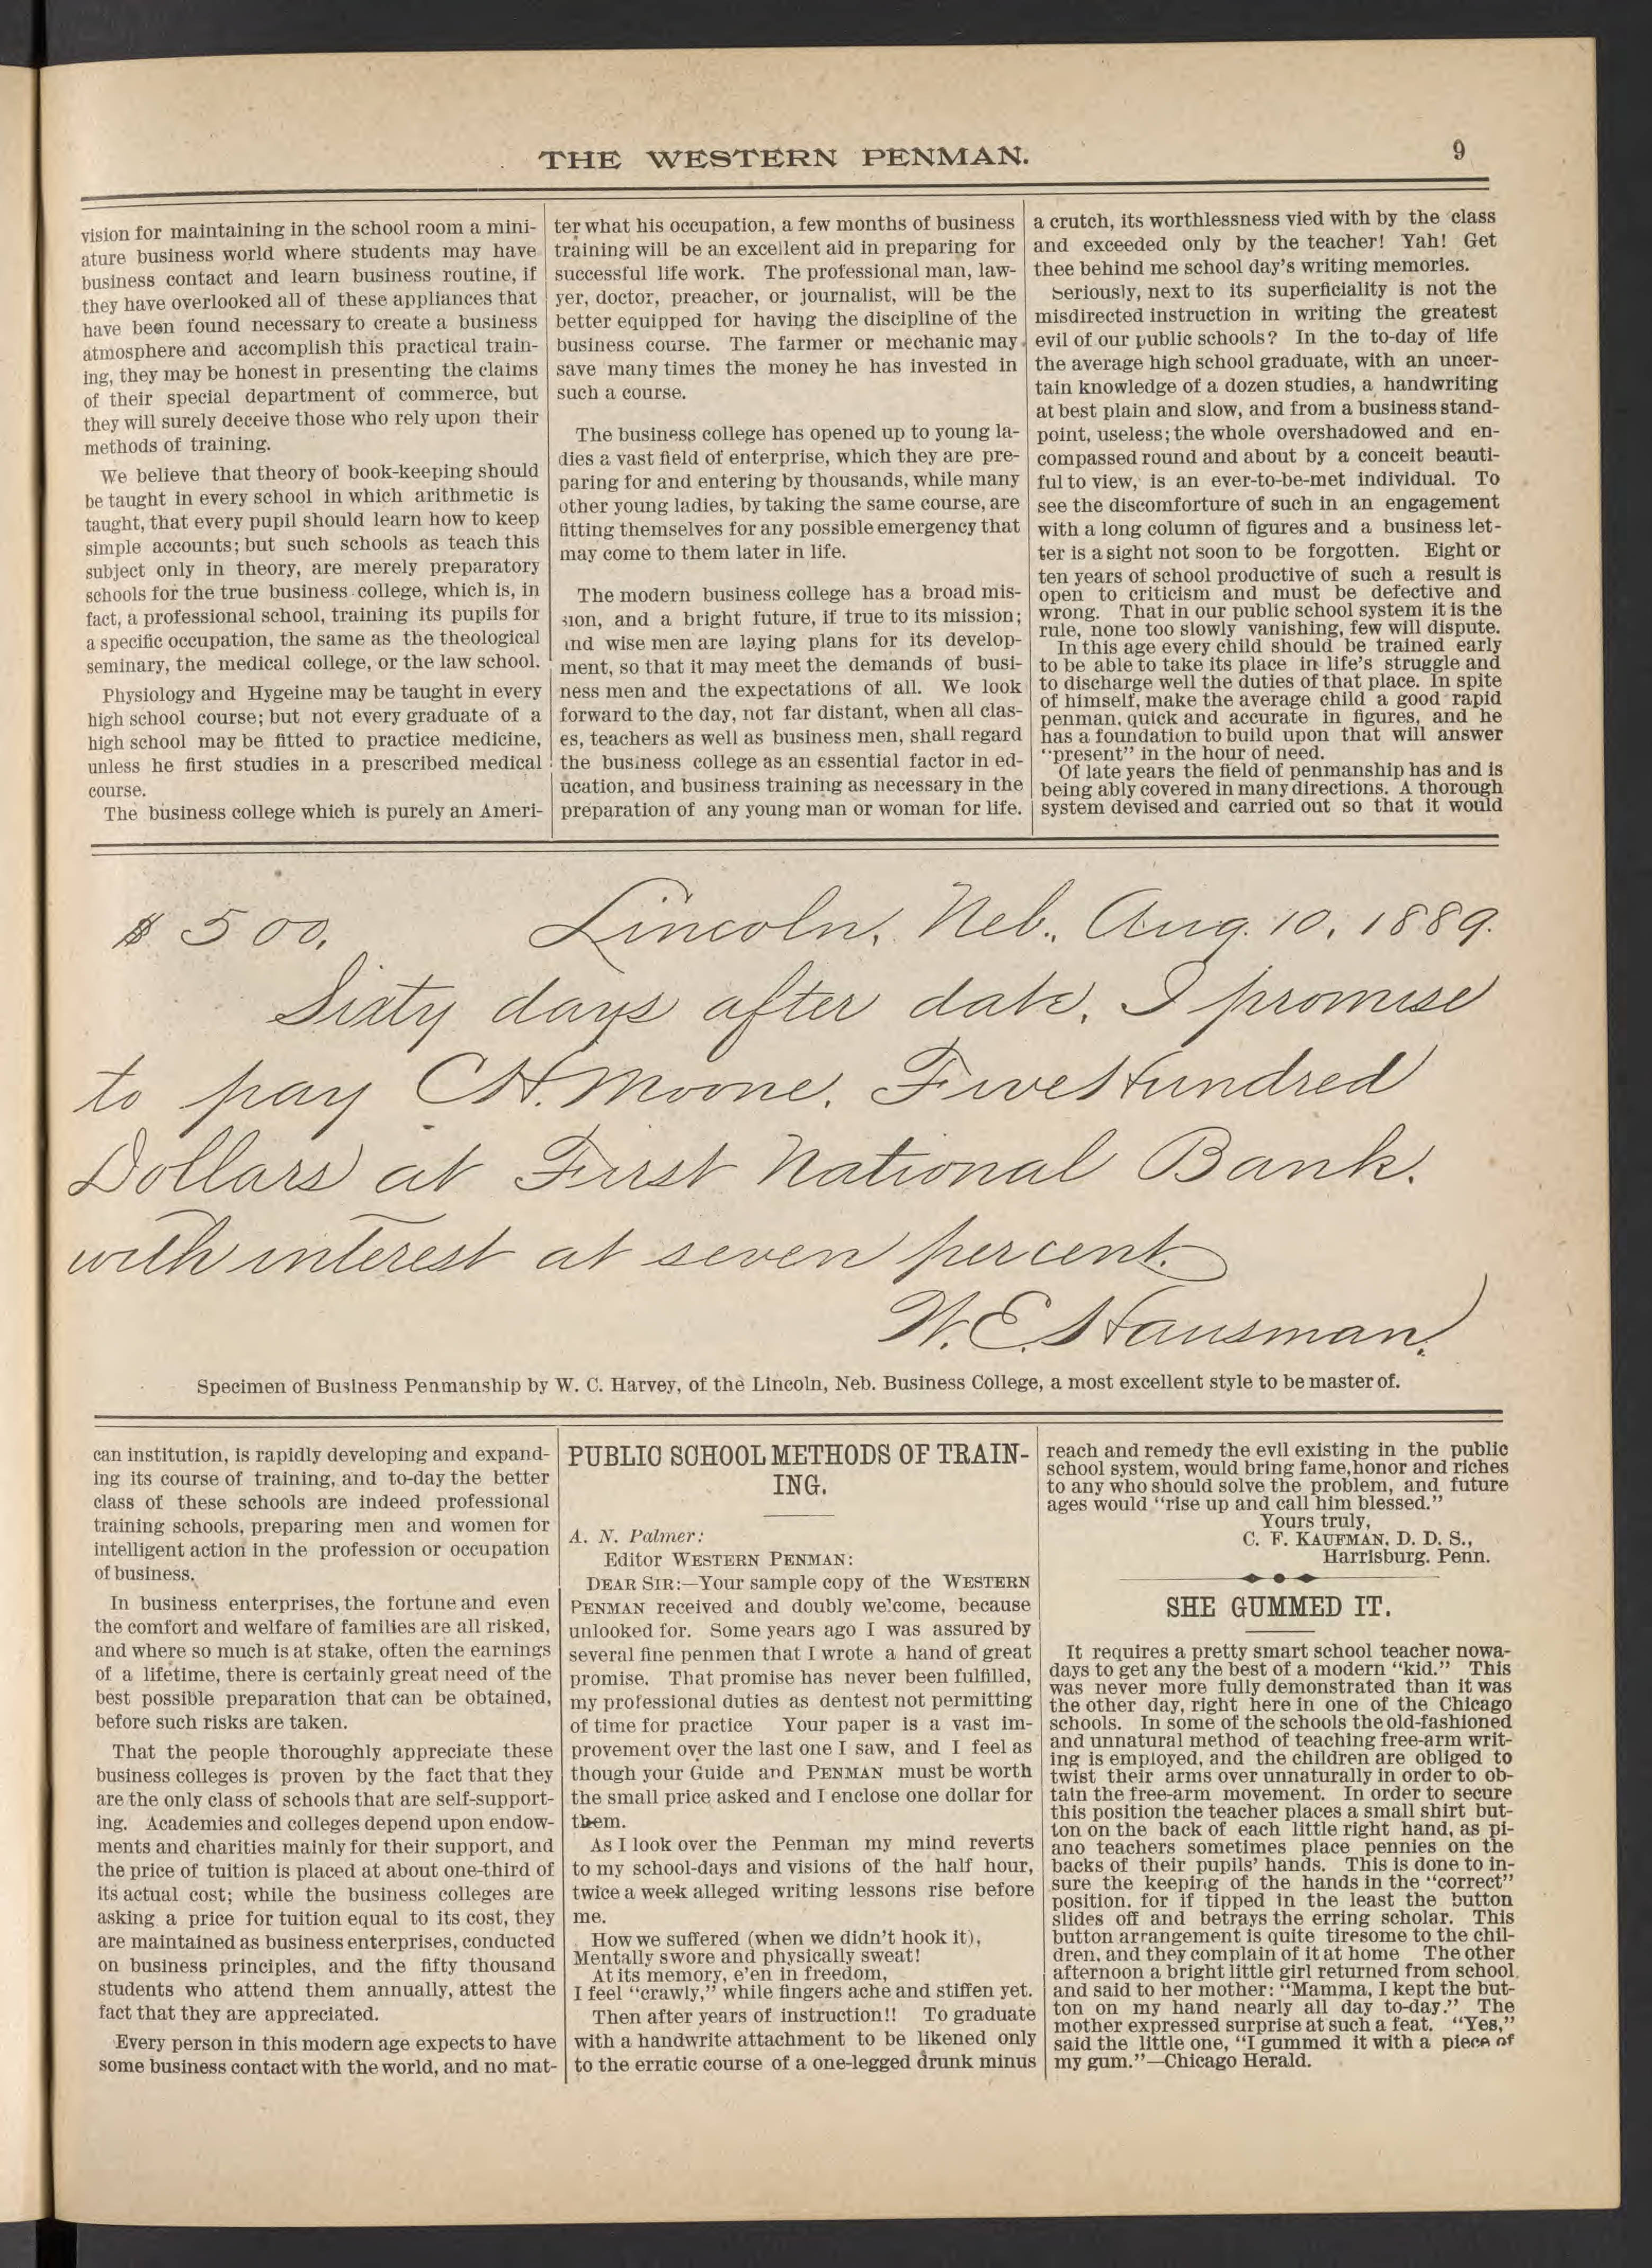 THE WESTERN PENMAN.
9
vision for maintaining in the school room a mini-
ature business world where students may have
business contact and learn business routine, if
they have overlooked all of these appliances that
have been found necessary to create a business
atmosphere and accomplish this practical train-
ing, they may be honest in presenting the claims
of their special department of commerce, but
they will surely deceive those who rely upon their
methods of training.
We believe that theory of book-keeping should
be taught in every school in which arithmetic is
taught, that every pupil should learn how to keep
simple accounts; but such schools as teach this
subject only in theory, are merely preparatory
schools for the true business college, which is, in
fact, a professional school, training its pupils for
a specific occupation, the same as the theological
seminary, the medical college, or the law school.
Physiology and Hygeine may be taught in every
high school course; but not every graduate of a
high school may be fitted to practice medicine,
unless he first studies in a prescribed medical
course.
The business college which is purely an Ameri-
can institution, is rapidly developing and expand-
ing its course of training, and to-day the better
class of these schools are indeed professional
training schools, preparing men and women for
intelligent action in the profession or occupation
of business.
In business enterprises, the fortune and even
the comfort and welfare of families are all risked,
and where so much is at stake, often the earnings
of a lifetime, there is certainly great need of the
best possible preparation that can be obtained,
before such risks are taken.
That the people thoroughly appreciate these
business colleges is proven by the fact that they
are the only class of schools that are self-support-
ing. Academies and colleges depend upon endow-
ments and charities mainly for their support, and
the price of tuition is placed at about one-third of
its actual cost; while the business colleges are
asking a price for tuition equal to its cost, they
are maintained as business enterprises, conducted
on business principles, and the fifty thousand
students who attend them annually, attest the
fact that they are appreciated.
Every person in this modern age expects to have
some business contact with the world, and no mat-
ter what his occupation, a few months of business
training will be an excellent aid in preparing for
successful life work. The professional man, law-
yer, doctor, preacher, or journalist, will be the
better equipped for having the discipline of the
business course. The farmer or mechanic may
save many times the money he has invested in
such a course.
The business college has opened up to young la-
dies a vast field of enterprise, which they are pre-
paring for and entering by thousands, while many
other young ladies, by taking the same course, are
fitting themselves for any possible emergency that
may come to them later in life.
The modern business college has a broad mis-
sion, and a bright future, if true to its mission;
and wise men are laying plans for its develop-
ment, so that it may meet the demands of busi-
ness men and the expectations of all. We look
forward to the day, not far distant, when all clas-
es, teachers as well as business men, shall regard
the business college as an essential factor in ed-
ucation, and business training as necessary in the
preparation of any young man or woman for life.
PUBLIC SCHOOL METHODS OF TRAIN-
ING.
A. N. Palmer:
Editor WESTERN PENMAN:
DEAR SIR:—Your sample copy of the WESTERN
PENMAN received and doubly welcome, because
unlooked for. Some years ago I was assured by
several fine penmen that I wrote a hand of great
promise. That promise has never been fulfilled,
my professional duties as dentest not permitting
of time for practice Your paper is a vast im-
provement over the last one I saw, and I feel as
though your Guide and PENMAN must be worth
the small price asked and I enclose one dollar for
them.
As I look over the Penman my mind reverts
to my school-days and visions of the half hour,
twice a week alleged writing lessons rise before
me.
How we suffered (when we didn't hook it),
Mentally swore and physically sweat!
At its memory, e'en in freedom,
I feel "crawly," while fingers ache and stiffen yet.
Then after years of instruction!! To graduate
with a handwrite attachment to be likened only
to the erratic course of a one-legged drunk minus
a crutch, its worthlessness vied with by the class
and exceeded only by the teacher! Yah! Get
thee behind me school day's writing memories.
Seriously, next to its superficiality is not the
misdirected instruction in writing the greatest
evil of our public schools? In the to-day of life
the average high school graduate, with an uncer-
tain knowledge of a dozen studies, a handwriting
at best plain and slow, and from a business stand-
point, useless; the whole overshadowed and en-
compassed round and about by a conceit beauti-
ful to view, is an ever-to-be-met individual. To
see the discomforture of such in an engagement
with a long column of figures and a business let-
ter is a sight not soon to be forgotten. Eight or
ten years of school productive of such a result is
open to criticism and must be defective and
wrong. That in our public school system it is the
rule, none too slowly vanishing, few will dispute.
In this age every child should be trained early
to be able to take its place in life's struggle and
to discharge well the duties of that place. In spite
of himself, make the average child a good rapid
penman, quick and accurate in figures, and he
has a foundation to build upon that will answer
"present" in the hour of need.
Of late years the field of penmanship has and is
being ably covered in many directions. A thorough
system devised and carried out so that it would
reach and remedy the evil existing in the public
school system, would bring fame, honor and riches
to any who should solve the problem, and future
ages would "rise up and call him blessed."
Yours truly,
C. F. KAUFMAN, D. D. S.,
Harrisburg. Penn.
SHE GUMMED IT.
It requires a pretty smart school teacher nowa-
days to get any the best of a modern "kid." This
was never more fully demonstrated than it was
the other day, right here in one of the Chicago
schools. In some of the schools the old-fashioned
and unnatural method of teaching free-arm writ-
ing is employed, and the children are obliged to
twist their arms over unnaturally in order to ob-
tain the free-arm movement. In order to secure
this position the teacher places a small shirt but-
ton on the back of each little right hand, as pi-
ano teachers sometimes place pennies on the
backs of their pupils' hands. This is done to in-
sure the keeping of the hands in the "correct"
position, for if tipped in the least the button
slides off and betrays the erring scholar. This
button arrangement is quite tiresome to the chil-
dren, and they complain of it at home The other
afternoon a bright little girl returned from school
and said to her mother: "Mamma, I kept the but-
ton on my hand nearly all day to-day." The
mother expressed surprise at such a feat. "Yes,"
said the little one, "I gummed it with a piece of
my gum."—Chicago Herald.
$500. Lincoln, Neb., Aug. 10, 1889.
Sixty days after date, I promise
to pay C.H. Moone, Five Hundred
Dollars at First National Bank.
with interest at seven percent.
W.E. Hausman.
Specimen of Business Penmanship by W. C. Harvey, of the Lincoln, Neb. Business College, a most excellent style to be master of.